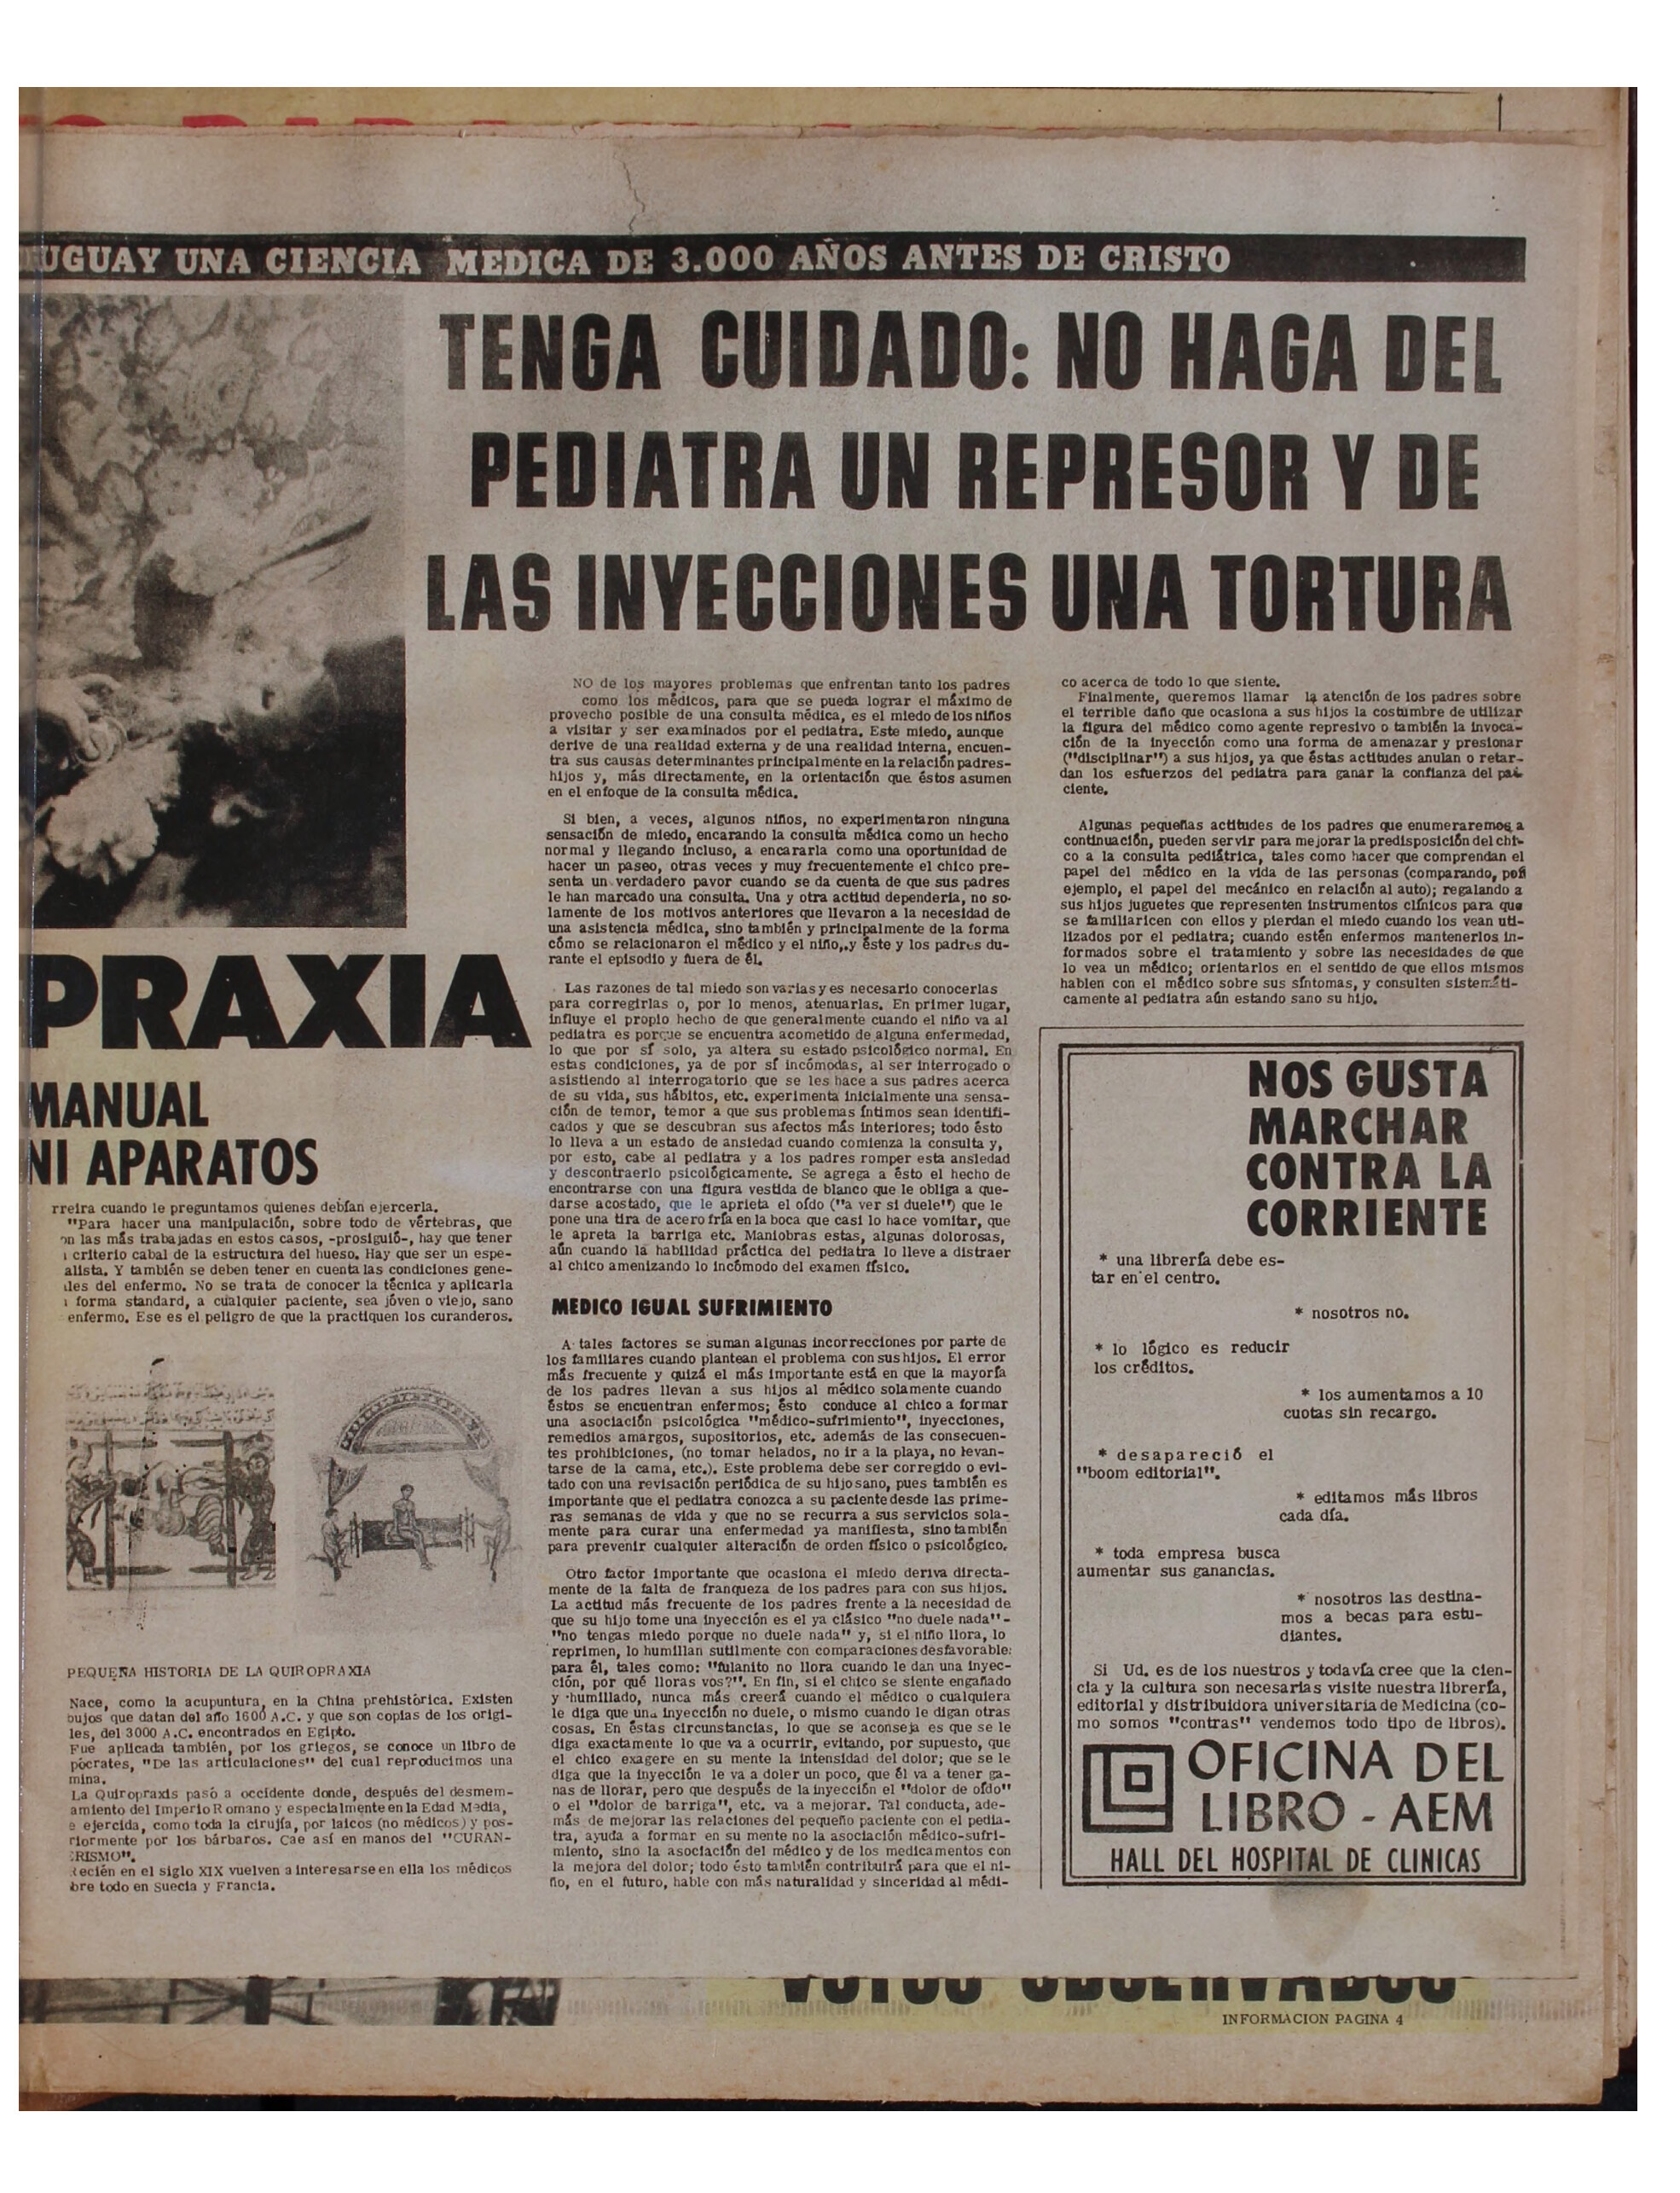 UGUAY UNA CIENCIA MEDICA DE 3.000 AÑOS ANTES DE CRISTO
TENGA CUIDADO: NO HAGA DEL
PEDIATRA UN REPRESOR Y DE
LAS INYECCIONES UNA TORTURA
PRAXIA
MANUAL
NI APARATOS
rreira cuando le preguntamos quienes debían ejercerla.
"Para hacer una manipulación, sobre todo de vértebras, que
on las más trabajadas en estos casos, -prosiguió-, hay que tener
criterio cabal de la estructura del hueso. Hay que ser un espe-
alista. Y también se deben tener en cuenta las condiciones gene-
les del enfermo. No se trata de conocer la técnica y aplicarla
forma standard, a cualquier paciente, sea jóven o viejo, sano
enfermo. Ese es el peligro de que la practiquen los curanderos.
PEQUEÑA HISTORIA DE LA QUIROPRAXIA
Nace, como la acupuntura, en la China prehistórica. Existen
bujos que datan del año 1600 A.C. y que son copias de los origi-
les, del 3000 A.C. encontrados en Egipto.
Fue aplicada también, por los griegos, se conoce un libro de
pócrates, "De las articulaciones" del cual reproducimos una
mina.
La Quiropraxis pasó a occidente donde, después del desmem-
amiento del Imperio Romano y especialmente en la Edad Media,
e ejercida, como toda la cirujía, por laicos (no médicos) y pos-
riormente por los bárbaros. Cae así en manos del "CURAN-
RISMO".
Recién en el siglo XIX vuelven a interesarse en ella los médicos
bre todo en Suecia y Francia.
NO de los mayores problemas que enfrentan tanto los padres
como los médicos, para que se pueda lograr el máximo de
provecho posible de una consulta médica, es el miedo de los niños
a visitar y ser examinados por el pediatra. Este miedo, aunque
derive de una realidad externa y de una realidad interna, encuen-
tra sus causas determinantes principalmente en la relación padres-
hijos y, más directamente, en la orientación que éstos asumen
en el enfoque de la consulta médica.
Si bien, a veces, algunos niños, no experimentaron ninguna
sensación de miedo, encarando la consulta médica como un hecho
normal y llegando incluso, a encararla como una oportunidad de
hacer un paseo, otras veces y muy frecuentemente el chico pre-
senta un verdadero pavor cuando se da cuenta de que sus padres
le han marcado una consulta. Una y otra actitud dependería, no so-
lamente de los motivos anteriores que llevaron a la necesidad de
una asistencia médica, sino también y principalmente de la forma
cómo se relacionaron el médico y el niño,,y éste y los padres du-
rante el episodio y fuera de él.
Las razones de tal miedo son varias y es necesario conocerlas
para corregirlas o, por lo menos, atenuarlas. En primer lugar,
influye el propio hecho de que generalmente cuando el niño va al
pediatra es porque se encuentra acometido de alguna enfermedad,
lo que por sí solo, ya altera su estado psicológico normal. En
estas condiciones, ya de por sí incómodas, al ser interrogado o
asistiendo al interrogatorio que se les hace a sus padres acerca
de su vida, sus hábitos, etc. experimenta inicialmente una sensa-
ción de temor, temor a que sus problemas íntimos sean identifi-
cados y que se descubran sus afectos más interiores; todo ésto
lo lleva a un estado de ansiedad cuando comienza la consulta y,
por esto, cabe al pediatra y a los padres romper esta ansiedad
y descontraerlo psicológicamente. Se agrega a ésto el hecho de
encontrarse con una figura vestida de blanco que le obliga a que-
darse acostado, que le aprieta el oído ("a ver si duele") que le
pone una tira de acero fría en la boca que casi lo hace vomitar, que
le apreta la barriga etc. Maniobras estas, algunas dolorosas,
aún cuando la habilidad práctica del pediatra lo lleve a distraer
al chico amenizando lo incómodo del examen físico.
MEDICO IGUAL SUFRIMIENTO
A tales factores se suman algunas incorrecciones por parte de
los familiares cuando plantean el problema con sus hijos. El error
más frecuente y quizá el más importante está en que la mayoría
de los padres llevan a sus hijos al médico solamente cuando
éstos se encuentran enfermos; ésto conduce al chico a formar
una asociación psicológica "médico-sufrimiento", inyecciones,
remedios amargos, supositorios, etc. además de las consecuen-
tes prohibiciones, (no tomar helados, no ir a la playa, no levan-
tarse de la cama, etc.). Este problema debe ser corregido o evi-
tado con una revisación periódica de su hijo sano, pues también es
importante que el pediatra conozca a su paciente desde las prime-
ras semanas de vida y que no se recurra a sus servicios sola-
mente para curar una enfermedad ya manifiesta, sino también
para prevenir cualquier alteración de orden físico o psicológico.
Otro factor importante que ocasiona el miedo deriva directa-
mente de la falta de franqueza de los padres para con sus hijos.
La actitud más frecuente de los padres frente a la necesidad de
que su hijo tome una inyección es el ya clásico "no duele nada"-
"no tengas miedo porque no duele nada" y, si el niño llora, lo
reprimen, lo humillan sutilmente con comparaciones desfavorable:
para él, tales como: "fulanito no llora cuando le dan una inyec-
ción, por qué lloras vos?". En fin, si el chico se siente engañado
y humillado, nunca más creerá cuando el médico o cualquiera
le diga que una inyección no duele, o mismo cuando le digan otras
cosas. En éstas circunstancias, lo que se aconseja es que se le
diga exactamente lo que va a ocurrir, evitando, por supuesto, que
el chico exagere en su mente la intensidad del dolor; que se le
diga que la inyección le va a doler un poco, que él va a tener ga-
nas de llorar, pero que después de la inyección el "dolor de oído"
o el "dolor de barriga", etc. va a mejorar. Tal conducta, ade-
más de mejorar las relaciones del pequeño paciente con el pedia-
tra, ayuda a formar en su mente no la asociación médico-sufri-
miento, sino la asociación del médico y de los medicamentos con
la mejora del dolor; todo ésto también contribuirá para que el ni-
ño, en el futuro, hable con más naturalidad y sinceridad al médi-
co acerca de todo lo que siente.
Finalmente, queremos llamar la atención de los padres sobre
el terrible daño que ocasiona a sus hijos la costumbre de utilizar
la figura del médico como agente represivo o también la invoca-
ción de la inyección como una forma de amenazar y presionar
("disciplinar") a sus hijos, ya que éstas actitudes anulan o retar-
dan los esfuerzos del pediatra para ganar la confianza del pa-
ciente.
Algunas pequeñas actitudes de los padres que enumeraremos a
continuación, pueden servir para mejorar la predisposición del chi-
co a la consulta pediátrica, tales como hacer que comprendan el
papel del médico en la vida de las personas (comparando, por
ejemplo, el papel del mecánico en relación al auto); regalando a
sus hijos juguetes que representen instrumentos clínicos para que
se familiaricen con ellos y pierdan el miedo cuando los vean uti-
lizados por el pediatra; cuando estén enfermos mantenerlos in-
formados sobre el tratamiento y sobre las necesidades de que
lo vea un médico; orientarlos en el sentido de que ellos mismos
hablen con el médico sobre sus síntomas, y consulten sistemáti-
camente al pediatra aún estando sano su hijo.
NOS GUSTA
MARCHAR
CONTRA LA
CORRIENTE
* una librería debe es-
tar en el centro.
* nosotros no.
* lo lógico es reducir
los créditos.
* los aumentamos a 10
cuotas sin recargo.
* desapareció el
"boom editorial".
* editamos más libros
cada día.
* toda empresa busca
aumentar sus ganancias.
* nosotros las destina-
mos a becas para estu-
diantes.
Si Ud. es de los nuestros y todavía cree que la cien-
cia y la cultura son necesarias visite nuestra librería,
editorial y distribuidora universitaria de Medicina (co-
mo somos "contras" vendemos todo tipo de libros).
OFICINA DEL
LIBRO - AEM
HALL DEL HOSPITAL DE CLINICAS
VOTOS OBSERVADOS
INFORMACION PAGINA 4